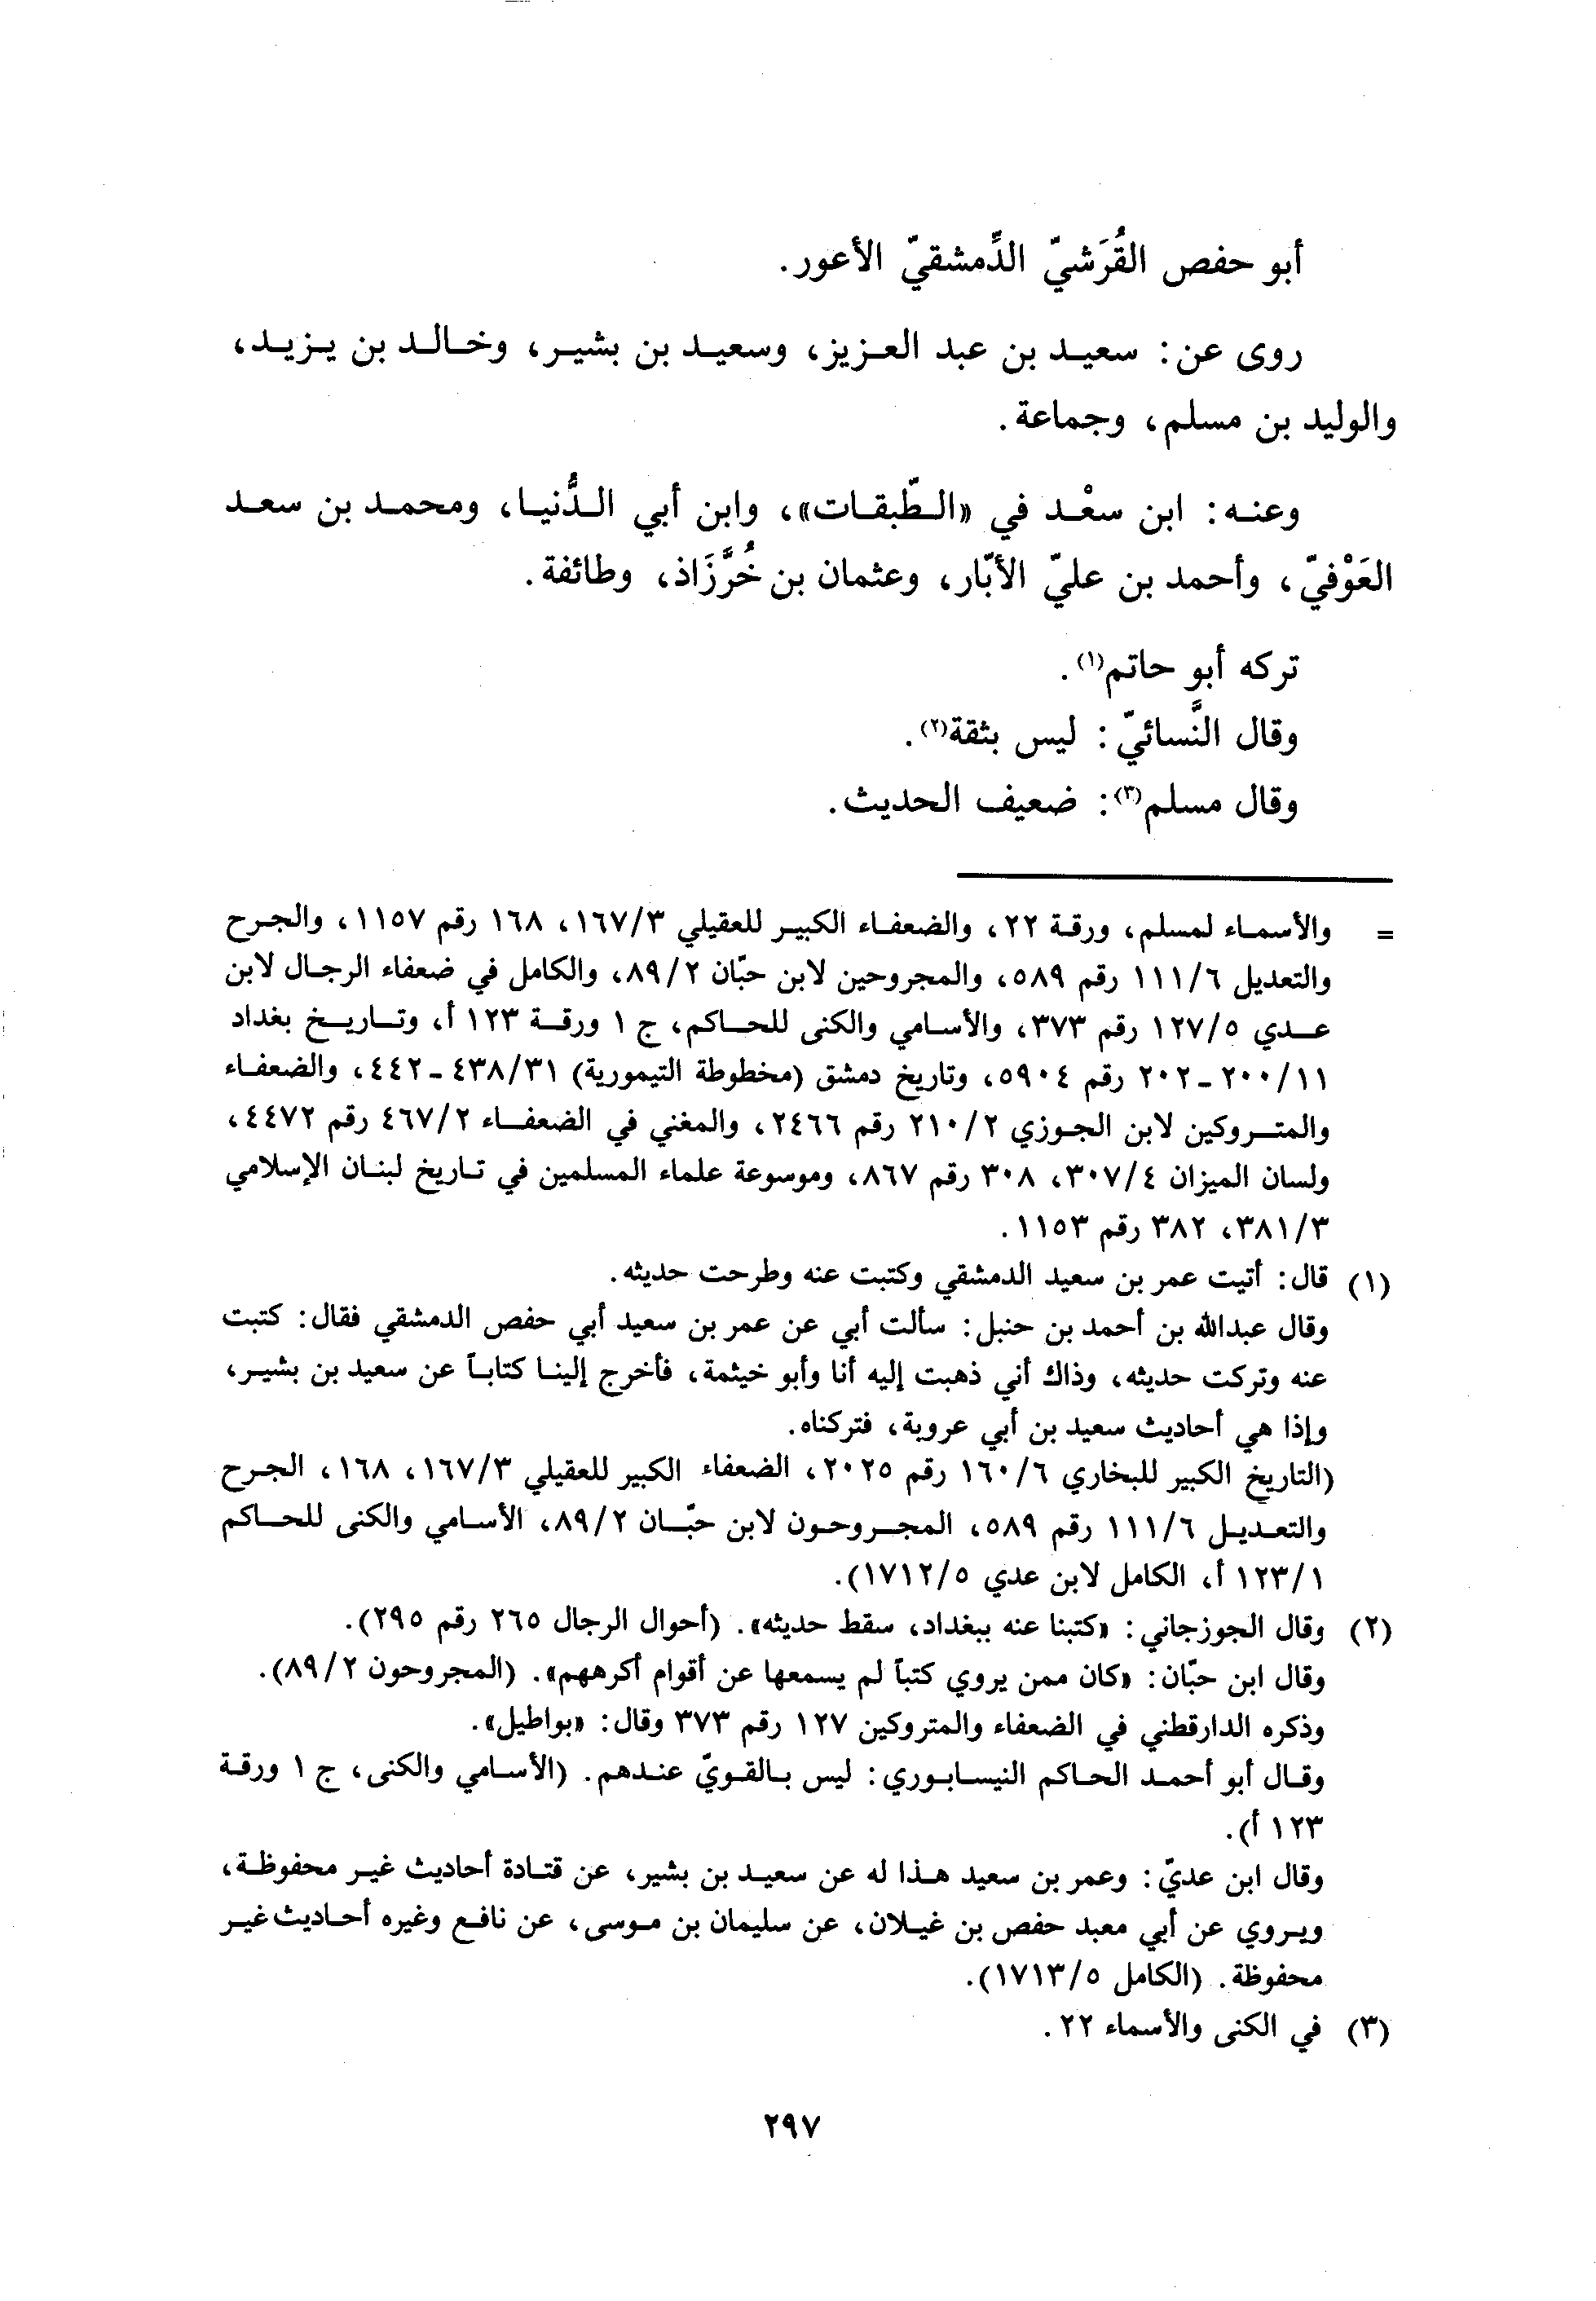 أبو حفص القُرَشيّ الدِّمشقيّ الأعور.
روى عن: سعيد بن عبد العزيز، وسعيد بن بشير، وخالد بن يزيد،
والوليد بن مسلم، وجماعة.
وعنه: ابن سعْد في «الطّبقات»، وابن أبي الدُّنيا، ومحمد بن سعد
العَوْفيّ، وأحمد بن عليّ الأبّار، وعثمان بن خُرَّزَاذ، وطائفة.
تركه أبو حاتم(١).
وقال النَّسائيّ: ليس بثقة(٢).
وقال مسلم(٣): ضعيف الحديث.
= والأسماء لمسلم، ورقة ٢٢، والضعفاء الكبير للعقيلي ١٦٧/٣، ١٦٨ رقم ١١٥٧، والجرح
والتعديل ١١١/٦ رقم ٥٨٩، والمجروحين لابن حبّان ٨٩/٢، والكامل في ضعفاء الرجال لابن
عدي ١٢٧/٥ رقم ٣٧٣، والأسامي والكنى للحاكم، ج ١ ورقة ١٢٣ أ، وتاريخ بغداد
٢٠٠/١١ - ٢٠٢ رقم ٥٩٠٤، وتاريخ دمشق (مخطوطة التيمورية) ٤٣٨/٣١ - ٤٤٢، والضعفاء
والمتروكين لابن الجوزي ٢١٠/٢ رقم ٢٤٦٦، والمغني في الضعفاء ٤٦٧/٢ رقم ٤٤٧٢،
ولسان الميزان ٣٠٧/٤، ٣٠٨ رقم ٨٦٧، وموسوعة علماء المسلمين في تاريخ لبنان الإسلامي
٣٨١/٣، ٣٨٢ رقم ١١٥٣.
(١) قال: أتيت عمر بن سعيد الدمشقي وكتبت عنه وطرحت حديثه.
وقال عبدالله بن أحمد بن حنبل: سألت أبي عن عمر بن سعيد أبي حفص الدمشقي فقال: كتبت
عنه وتركت حديثه، وذاك أني ذهبت إليه أنا وأبو خيثمة، فأخرج إلينا كتاباً عن سعيد بن بشير،
وإذا هي أحاديث سعيد بن أبي عروبة، فتركناه.
(التاريخ الكبير للبخاري ١٦٠/٦ رقم ٢٠٢٥، الضعفاء الكبير للعقيلي ١٦٧/٣، ١٦٨، الجرح
والتعديل ١١١/٦ رقم ٥٨٩، المجروحون لابن حبّان ٨٩/٢، الأسامي والكنى للحاكم
١٢٣/١ أ، الكامل لابن عدي ١٧١٢/٥).
(٢) وقال الجوزجاني: «كتبنا عنه ببغداد، سقط حديثه». (أحوال الرجال ٢٦٥ رقم ٢٩٥).
وقال ابن حبّان: «كان ممن يروي كتباً لم يسمعها عن أقوام أكرههم». (المجروحون ٨٩/٢).
وذكره الدارقطني في الضعفاء والمتروكين ١٢٧ رقم ٣٧٣ وقال: «بواطيل».
وقال أبو أحمد الحاكم النيسابوري: ليس بالقويّ عندهم. (الأسامي والكنى، ج ١ ورقة
١٢٣ أ).
وقال ابن عديّ: وعمر بن سعيد هذا له عن سعيد بن بشير، عن قتادة أحاديث غير محفوظة،
ويروي عن أبي معبد حفص بن غيلان، عن سليمان بن موسى، عن نافع وغيره أحاديث غير
محفوظة. (الكامل ١٧١٣/٥).
(٣) في الكنى والأسماء ٢٢.
٢٩٧